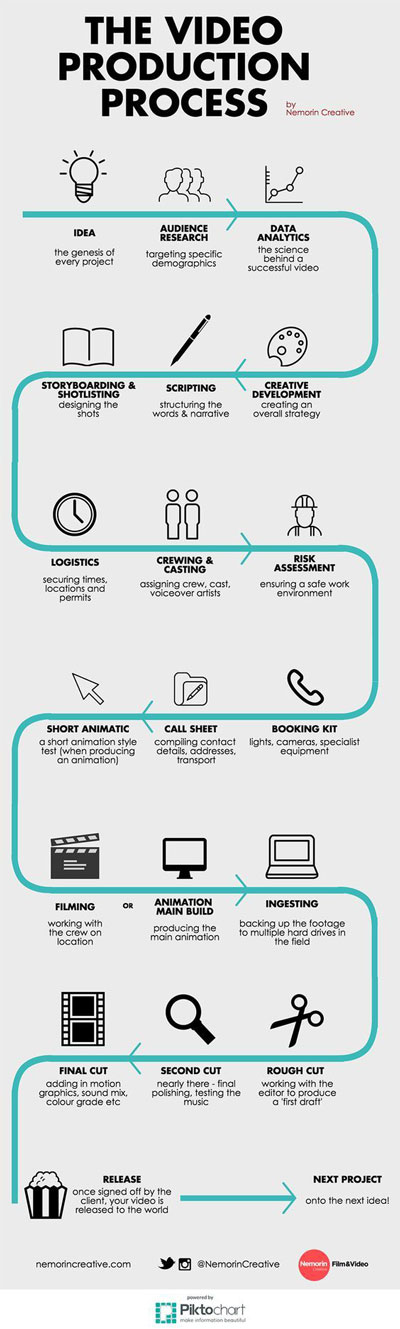 THE VIDEO
PRODUCTION
PROCESS
by
Nemorin Creative
IDEA
the genesis of
every project
AUDIENCE
RESEARCH
targeting specific
demographics
DATA
ANALYTICS
the science
behind a
successful video
STORYBOARDING &
SHOTLISTING
designing the
shots
SCRIPTING
structuring the
words & narrative
CREATIVE
DEVELOPMENT
creating an
overall strategy
LOGISTICS
securing times,
locations and
permits
CREWING &
CASTING
assigning crew, cast,
voiceover artists
RISK
ASSESSMENT
ensuring a safe work
environment
SHORT ANIMATIC
a short animation style
test (when producing
an animation)
CALL SHEET
compiling contact
details, addresses,
transport
BOOKING KIT
lights, cameras, specialist
equipment
FILMING
working with
the crew on
location
OR
ANIMATION
MAIN BUILD
producing the
main animation
INGESTING
backing up the footage
to multiple hard drives in
the field
FINAL CUT
adding in motion
graphics, sound mix,
colour grade etc
SECOND CUT
nearly there - final
polishing, testing the
music
ROUGH CUT
working with the
editor to produce
a 'first draft'
RELEASE
once signed off by the
client, your video is
released to the world
NEXT PROJECT
onto the next idea!
nemorincreative.com
@NemorinCreative
Nemorin
Film&Video
powered by
Piktochart
make information beautiful